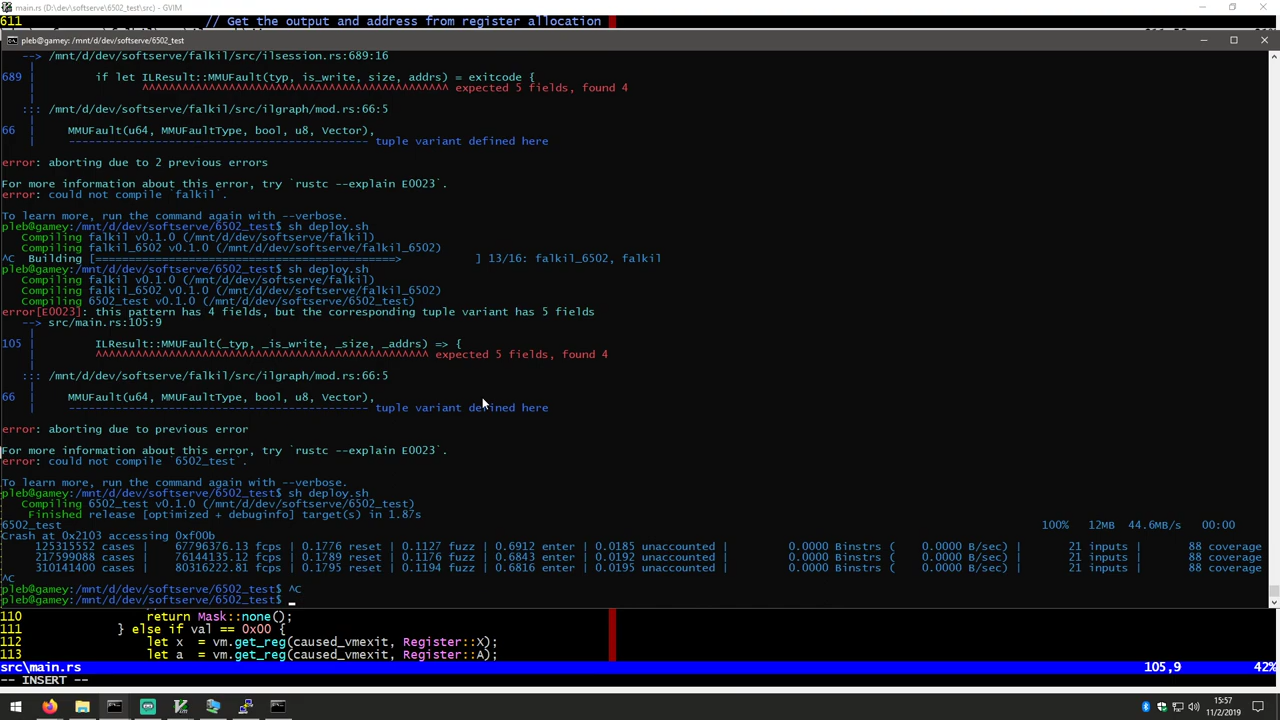 main.rs (D:\dev\softserve\6502_test\src) - GVIM
611 // Get the output and address from register allocation
pleb@gamey: /mnt/d/dev/softserve/6502_test
--> /mnt/d/dev/softserve/falkil/src/ilsession.rs:689:16
|
689 | if let ILResult::MMUFault(typ, is_write, size, addrs) = exitcode {
| ^^^^^^^^^^^^^^^^^^^^^^^^^^^^^^^^^^^^^^^^^^^^^^ expected 5 fields, found 4
|
::: /mnt/d/dev/softserve/falkil/src/ilgraph/mod.rs:66:5
|
66 | MMUFault(u64, MMUFaultType, bool, u8, Vector),
| --------------------------------------------- tuple variant defined here
error: aborting due to 2 previous errors
For more information about this error, try `rustc --explain E0023`.
error: could not compile `falkil`.
To learn more, run the command again with --verbose.
pleb@gamey:/mnt/d/dev/softserve/6502_test$ sh deploy.sh
Compiling falkil v0.1.0 (/mnt/d/dev/softserve/falkil)
Compiling falkil_6502 v0.1.0 (/mnt/d/dev/softserve/falkil_6502)
^C Building [=============================================> ] 13/16: falkil_6502, falkil
pleb@gamey:/mnt/d/dev/softserve/6502_test$ sh deploy.sh
Compiling falkil v0.1.0 (/mnt/d/dev/softserve/falkil)
Compiling falkil_6502 v0.1.0 (/mnt/d/dev/softserve/falkil_6502)
Compiling 6502_test v0.1.0 (/mnt/d/dev/softserve/6502_test)
error[E0023]: this pattern has 4 fields, but the corresponding tuple variant has 5 fields
--> src/main.rs:105:9
|
105 | ILResult::MMUFault(_typ, _is_write, _size, _addrs) => {
| ^^^^^^^^^^^^^^^^^^^^^^^^^^^^^^^^^^^^^^^^^^^^^^^^^^ expected 5 fields, found 4
|
::: /mnt/d/dev/softserve/falkil/src/ilgraph/mod.rs:66:5
|
66 | MMUFault(u64, MMUFaultType, bool, u8, Vector),
| --------------------------------------------- tuple variant defined here
error: aborting due to previous error
For more information about this error, try `rustc --explain E0023`.
error: could not compile `6502_test`.
To learn more, run the command again with --verbose.
pleb@gamey:/mnt/d/dev/softserve/6502_test$ sh deploy.sh
Compiling 6502_test v0.1.0 (/mnt/d/dev/softserve/6502_test)
Finished release [optimized + debuginfo] target(s) in 1.87s
6502_test 100% 12MB 44.6MB/s 00:00
Crash at 0x2103 accessing 0xf00b
125315552 cases | 67796376.13 fcps | 0.1776 reset | 0.1127 fuzz | 0.6912 enter | 0.0185 unaccounted | 0.0000 Binstrs ( 0.0000 B/sec) | 21 inputs | 88 coverage
217599088 cases | 76144135.12 fcps | 0.1789 reset | 0.1176 fuzz | 0.6843 enter | 0.0192 unaccounted | 0.0000 Binstrs ( 0.0000 B/sec) | 21 inputs | 88 coverage
310141400 cases | 80316222.81 fcps | 0.1795 reset | 0.1194 fuzz | 0.6816 enter | 0.0195 unaccounted | 0.0000 Binstrs ( 0.0000 B/sec) | 21 inputs | 88 coverage
^C
pleb@gamey:/mnt/d/dev/softserve/6502_test$ ^C
pleb@gamey:/mnt/d/dev/softserve/6502_test$
110 return Mask::none();
111 } else if val == 0x00 {
112 let x = vm.get_reg(caused_vmexit, Register::X);
113 let a = vm.get_reg(caused_vmexit, Register::A);
src\main.rs 105,9 42%
-- INSERT --
15:57
11/2/2019